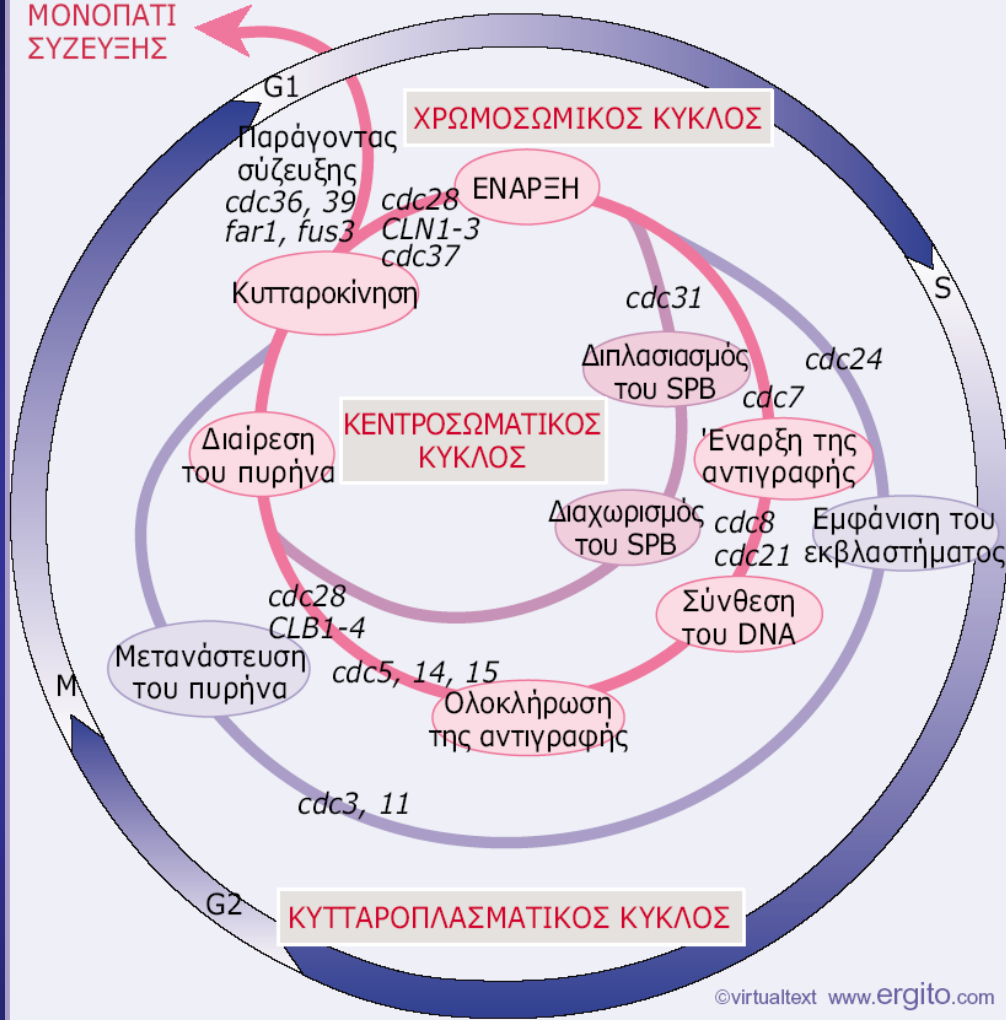 ΜΟΝΟΠΑΤΙ
ΣΥΖΕΥΞΗΣ
G1
ΧΡΩΜΟΣΩΜΙΚΟΣ ΚΥΚΛΟΣ
Παράγοντας
σύζευξης
cdc36, 39
far1, fus3
cdc28
CLN1-3
cdc37
ΕΝΑΡΞΗ
Κυτταροκίνηση
S
cdc31
Διπλασιασμός
του SPB
cdc24
cdc7
ΚΕΝΤΡΟΣΩΜΑΤΙΚΟΣ
ΚΥΚΛΟΣ
Διαίρεση
του πυρήνα
Έναρξη της
αντιγραφής
Διαχωρισμός
του SPB
cdc8
cdc21
Εμφάνιση του
εκβλαστήματος
Σύνθεση
του DNA
cdc28
CLB1-4
cdc5, 14, 15
Μετανάστευση
του πυρήνα
M
Ολοκλήρωση
της αντιγραφής
cdc3, 11
G2
ΚΥΤΤΑΡΟΠΛΑΣΜΑΤΙΚΟΣ ΚΥΚΛΟΣ
©virtualtext www.ergito.com